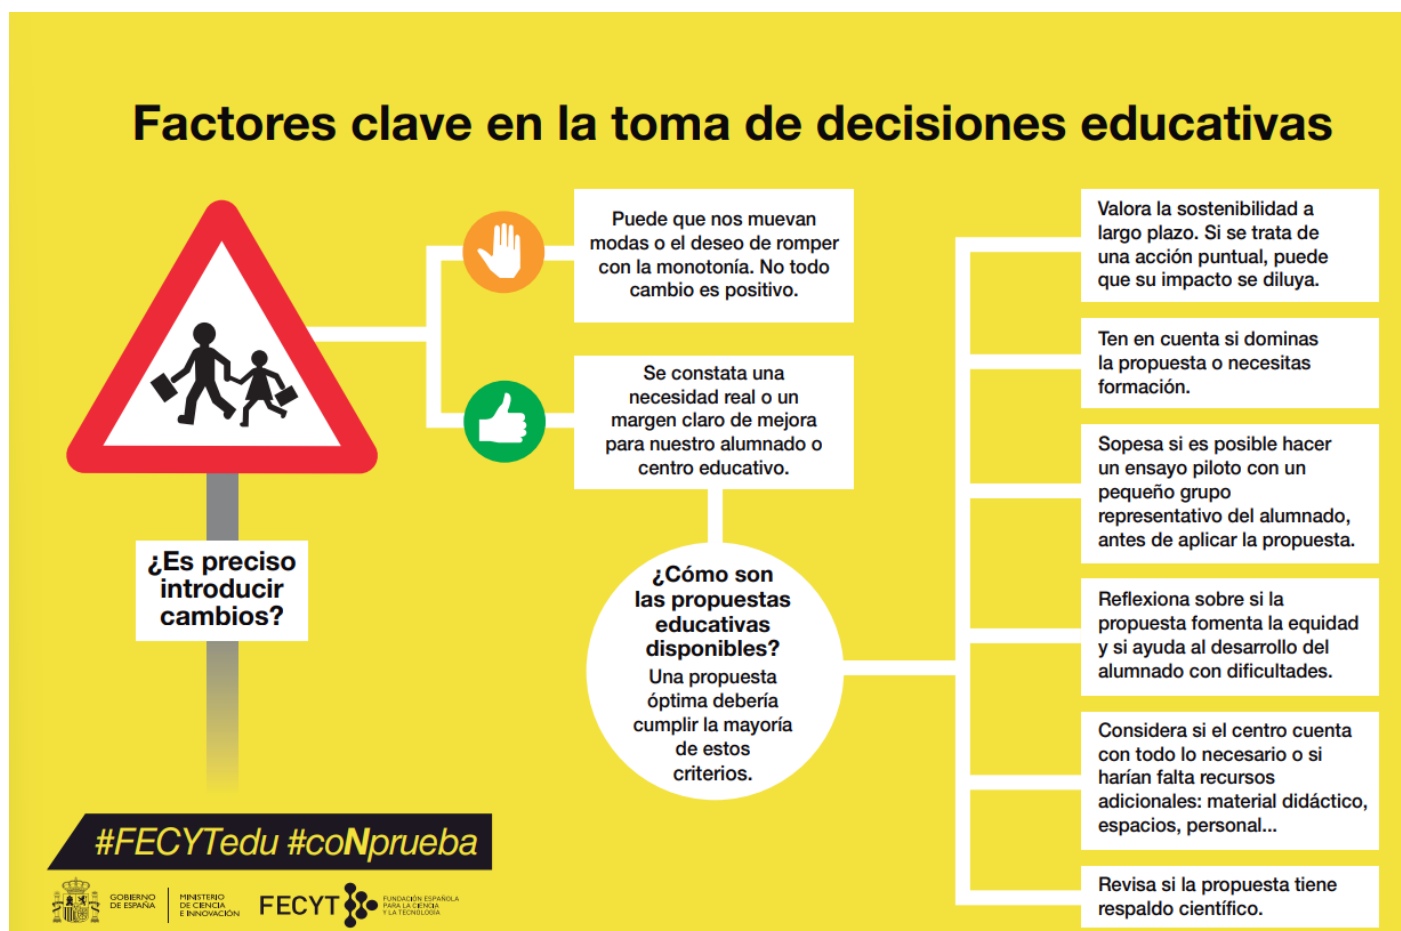 Factores clave en la toma de decisiones educativas
¿Es preciso
introducir
cambios?
Puede que nos muevan
modas o el deseo de romper
con la monotonía. No todo
cambio es positivo.
Se constata una
necesidad real o un
margen claro de mejora
para nuestro alumnado o
centro educativo.
¿Cómo son
las propuestas
educativas
disponibles?
Una propuesta
óptima debería
cumplir la mayoría
de estos
criterios.
Valora la sostenibilidad a
largo plazo. Si se trata de
una acción puntual, puede
que su impacto se diluya.
Ten en cuenta si dominas
la propuesta o necesitas
formación.
Sopesa si es posible hacer
un ensayo piloto con un
pequeño grupo
representativo del alumnado,
antes de aplicar la propuesta.
Reflexiona sobre si la
propuesta fomenta la equidad
y si ayuda al desarrollo del
alumnado con dificultades.
Considera si el centro cuenta
con todo lo necesario o si
harían falta recursos
adicionales: material didáctico,
espacios, personal...
Revisa si la propuesta tiene
respaldo científico.
#FECYTedu #coNprueba
GOBIERNO
DE ESPAÑA
MINISTERIO
DE CIENCIA
E INNOVACIÓN
FECYT
FUNDACIÓN ESPAÑOLA
PARA LA CIENCIA
Y LA TECNOLOGÍA